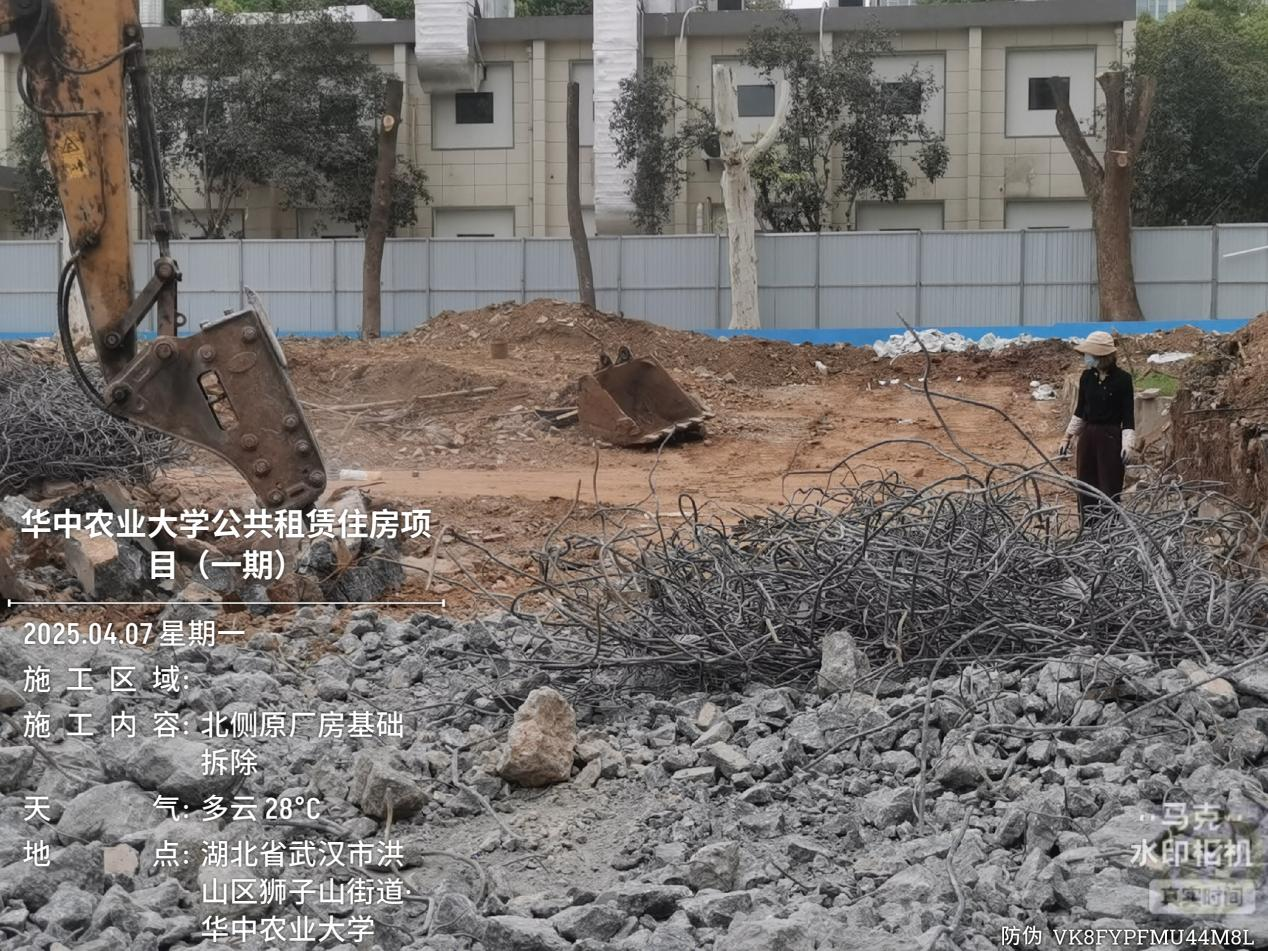 华中农业大学公共租赁住房项
目（一期）
2025.04.07 星期一
施工区域:
施工内容: 北侧原厂房基础
拆除
天气: 多云 28°C
地点: 湖北省武汉市洪
山区狮子山街道·
华中农业大学
马克
水印相机
真实时间
防伪 VK8FYPFMU44M8L